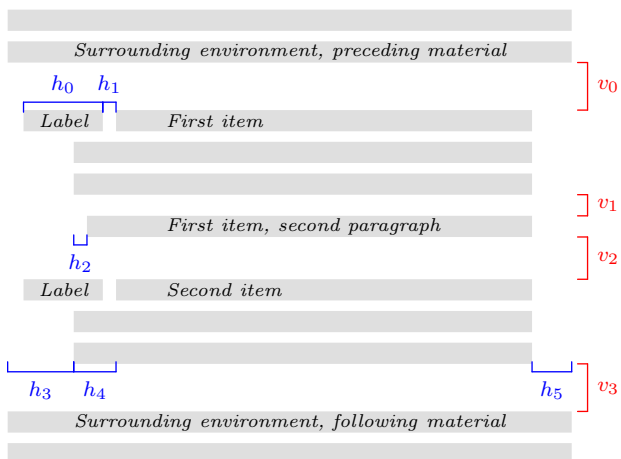 Surrounding environment, preceding material
h0 h1 v0
Label First item
v1
First item, second paragraph
h2 v2
Label Second item
h3 h4 h5 v3
Surrounding environment, following material